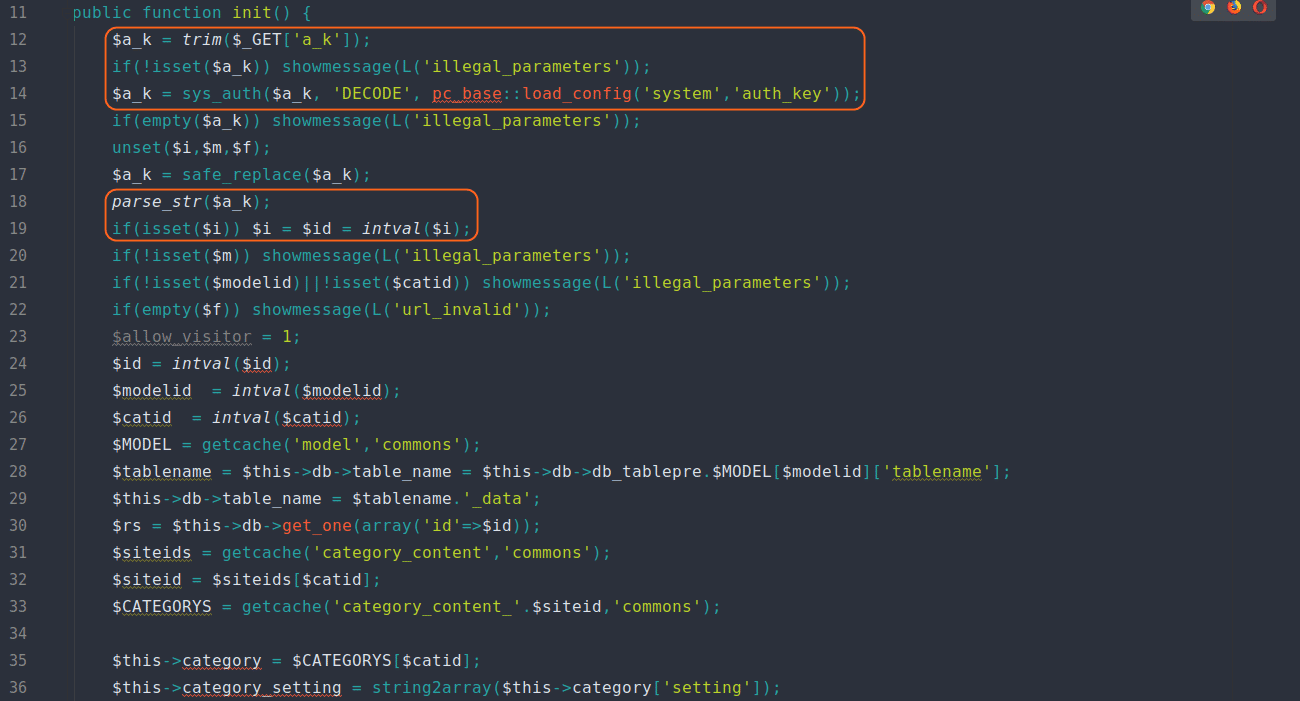 11 public function init() {
12 $a_k = trim($_GET['a_k']);
13 if(!isset($a_k)) showmessage(L('illegal_parameters'));
14 $a_k = sys_auth($a_k, 'DECODE', pc_base::load_config('system','auth_key'));
15 if(empty($a_k)) showmessage(L('illegal_parameters'));
16 unset($i,$m,$f);
17 $a_k = safe_replace($a_k);
18 parse_str($a_k);
19 if(isset($i)) $i = $id = intval($i);
20 if(!isset($m)) showmessage(L('illegal_parameters'));
21 if(!isset($modelid)||!isset($catid)) showmessage(L('illegal_parameters'));
22 if(empty($f)) showmessage(L('url_invalid'));
23 $allow_visitor = 1;
24 $id = intval($id);
25 $modelid  = intval($modelid);
26 $catid  = intval($catid);
27 $MODEL = getcache('model','commons');
28 $tablename = $this->db->table_name = $this->db->db_tablepre.$MODEL[$modelid]['tablename'];
29 $this->db->table_name = $tablename.'_data';
30 $rs = $this->db->get_one(array('id'=>$id));
31 $siteids = getcache('category_content','commons');
32 $siteid = $siteids[$catid];
33 $CATEGORYS = getcache('category_content_'.$siteid,'commons');
34
35 $this->category = $CATEGORYS[$catid];
36 $this->category_setting = string2array($this->category['setting']);